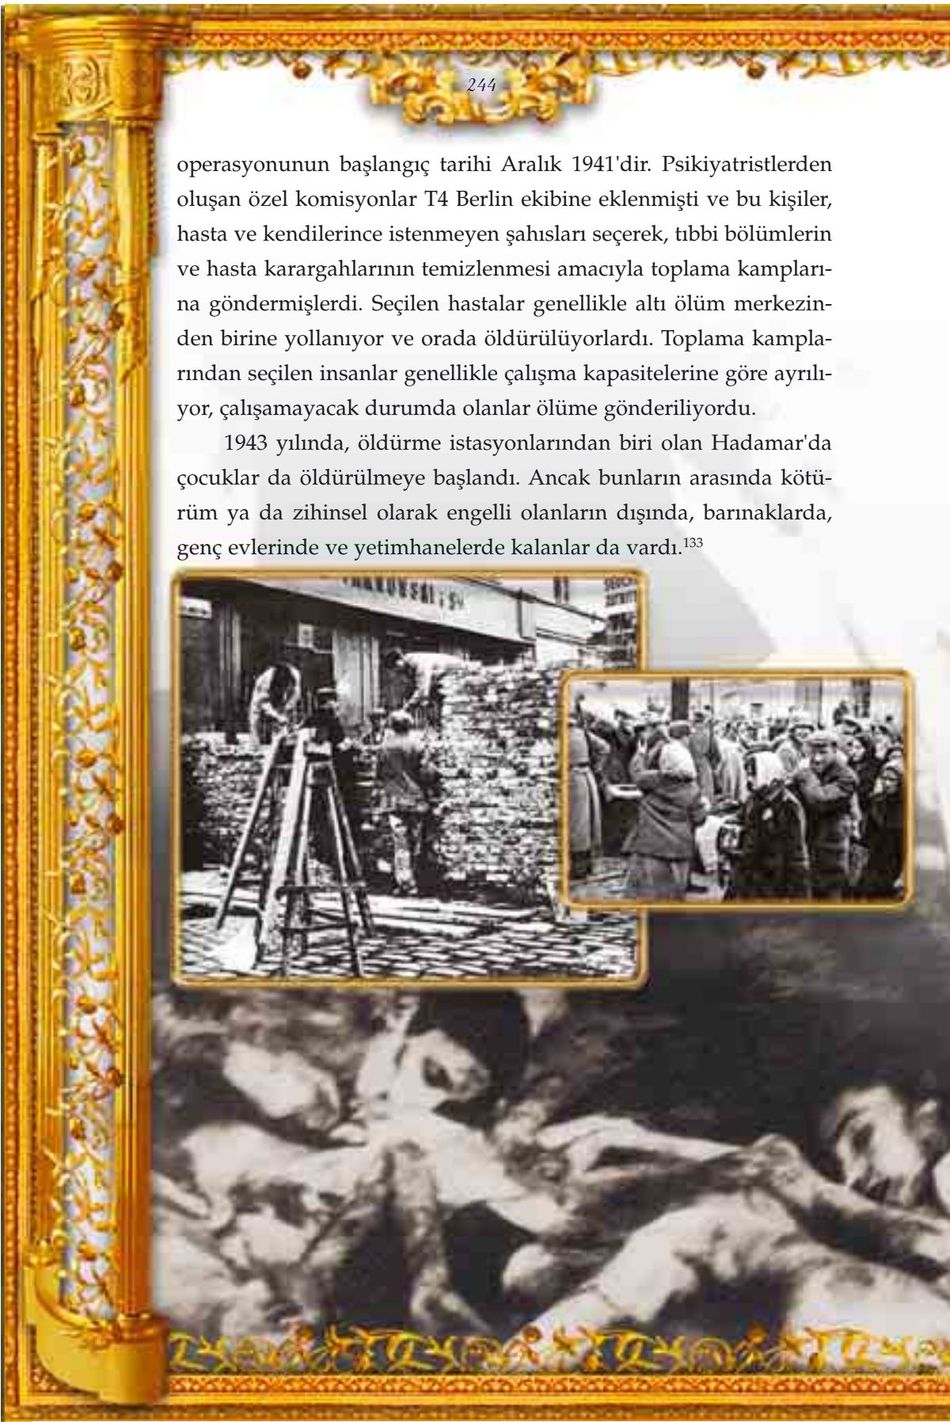 244
operasyonunun başlangıç tarihi Aralık 1941'dir. Psikiyatristlerden
oluşan özel komisyonlar T4 Berlin ekibine eklenmişti ve bu kişiler,
hasta ve kendilerince istenmeyen şahısları seçerek, tıbbi bölümlerin
ve hasta karargahlarının temizlenmesi amacıyla toplama kampları-
na göndermişlerdi. Seçilen hastalar genellikle altı ölüm merkezin-
den birine yollanıyor ve orada öldürülüyorlardı. Toplama kampla-
rından seçilen insanlar genellikle çalışma kapasitelerine göre ayrılı-
yor, çalışamayacak durumda olanlar ölüme gönderiliyordu.
1943 yılında, öldürme istasyonlarından biri olan Hadamar'da
çocuklar da öldürülmeye başlandı. Ancak bunların arasında kötü-
rüm ya da zihinsel olarak engelli olanların dışında, barınaklarda,
genç evlerinde ve yetimhanelerde kalanlar da vardı.133